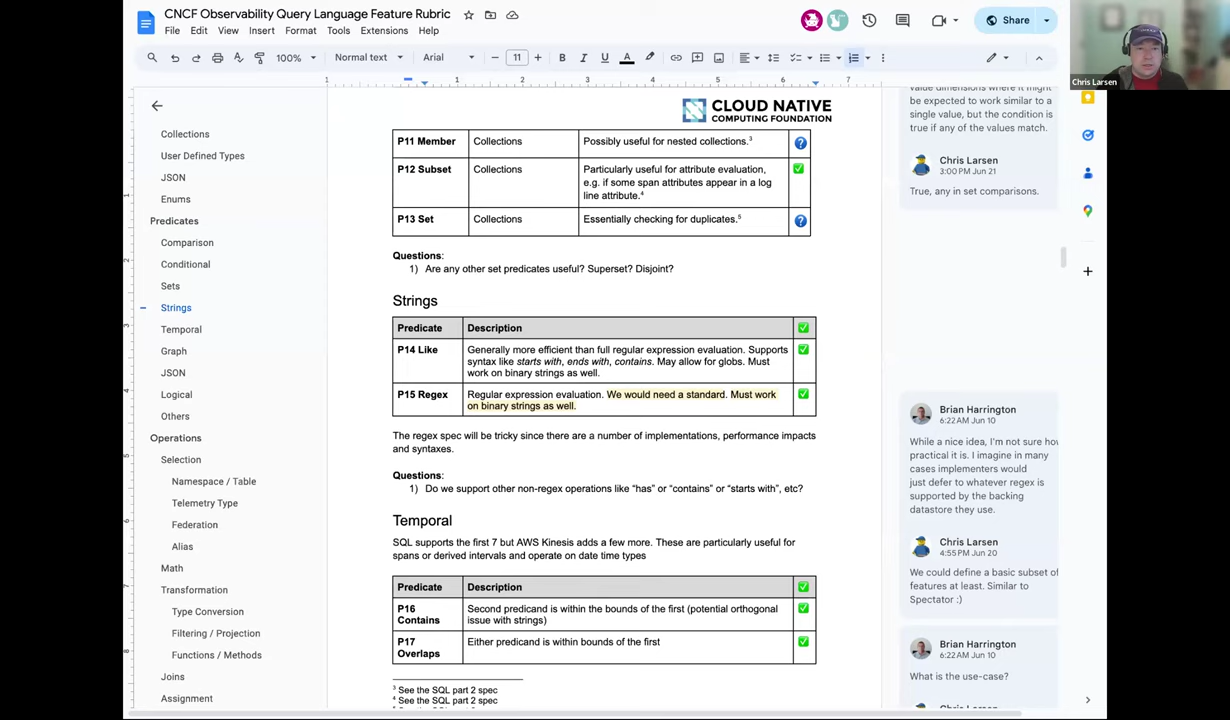 CNCF Observability Query Language Feature Rubric
File Edit View Insert Format Tools Extensions Help
Share
100% Normal text Arial 11 B I U A
1 1 2 3 4 5 6 7
Chris Larsen
Collections
User Defined Types
JSON
Enums
Predicates
Comparison
Conditional
Sets
Strings
Temporal
Graph
JSON
Logical
Others
Operations
Selection
Namespace / Table
Telemetry Type
Federation
Alias
Math
Transformation
Type Conversion
Filtering / Projection
Functions / Methods
Joins
Assignment
CLOUD NATIVE
COMPUTING FOUNDATION
P11 Member Collections Possibly useful for nested collections.3
P12 Subset Collections Particularly useful for attribute evaluation,
e.g. if some span attributes appear in a log
line attribute.4
P13 Set Collections Essentially checking for duplicates.5
Questions:
1) Are any other set predicates useful? Superset? Disjoint?
Strings
Predicate Description
P14 Like Generally more efficient than full regular expression evaluation. Supports
syntax like starts with, ends with, contains. May allow for globs. Must
work on binary strings as well.
P15 Regex Regular expression evaluation. We would need a standard. Must work
on binary strings as well.
The regex spec will be tricky since there are a number of implementations, performance impacts
and syntaxes.
Questions:
1) Do we support other non-regex operations like “has” or “contains” or “starts with”, etc?
Temporal
SQL supports the first 7 but AWS Kinesis adds a few more. These are particularly useful for
spans or derived intervals and operate on date time types
Predicate Description
P16 Contains Second predicand is within the bounds of the first (potential orthogonal
issue with strings)
P17 Overlaps Either predicand is within bounds of the first
3 See the SQL part 2 spec
4 See the SQL part 2 spec
value dimensions where it might
be expected to work similar to a
single value, but the condition is
true if any of the values match.
Chris Larsen
3:00 PM Jun 21
True, any in set comparisons.
Brian Harrington
6:22 AM Jun 10
While a nice idea, I'm not sure how
practical it is. I imagine in many
cases implementers would
just defer to whatever regex is
supported by the backing
datastore they use.
Chris Larsen
4:55 PM Jun 20
We could define a basic subset of
features at least. Similar to
Spectator :)
Brian Harrington
6:22 AM Jun 10
What is the use-case?